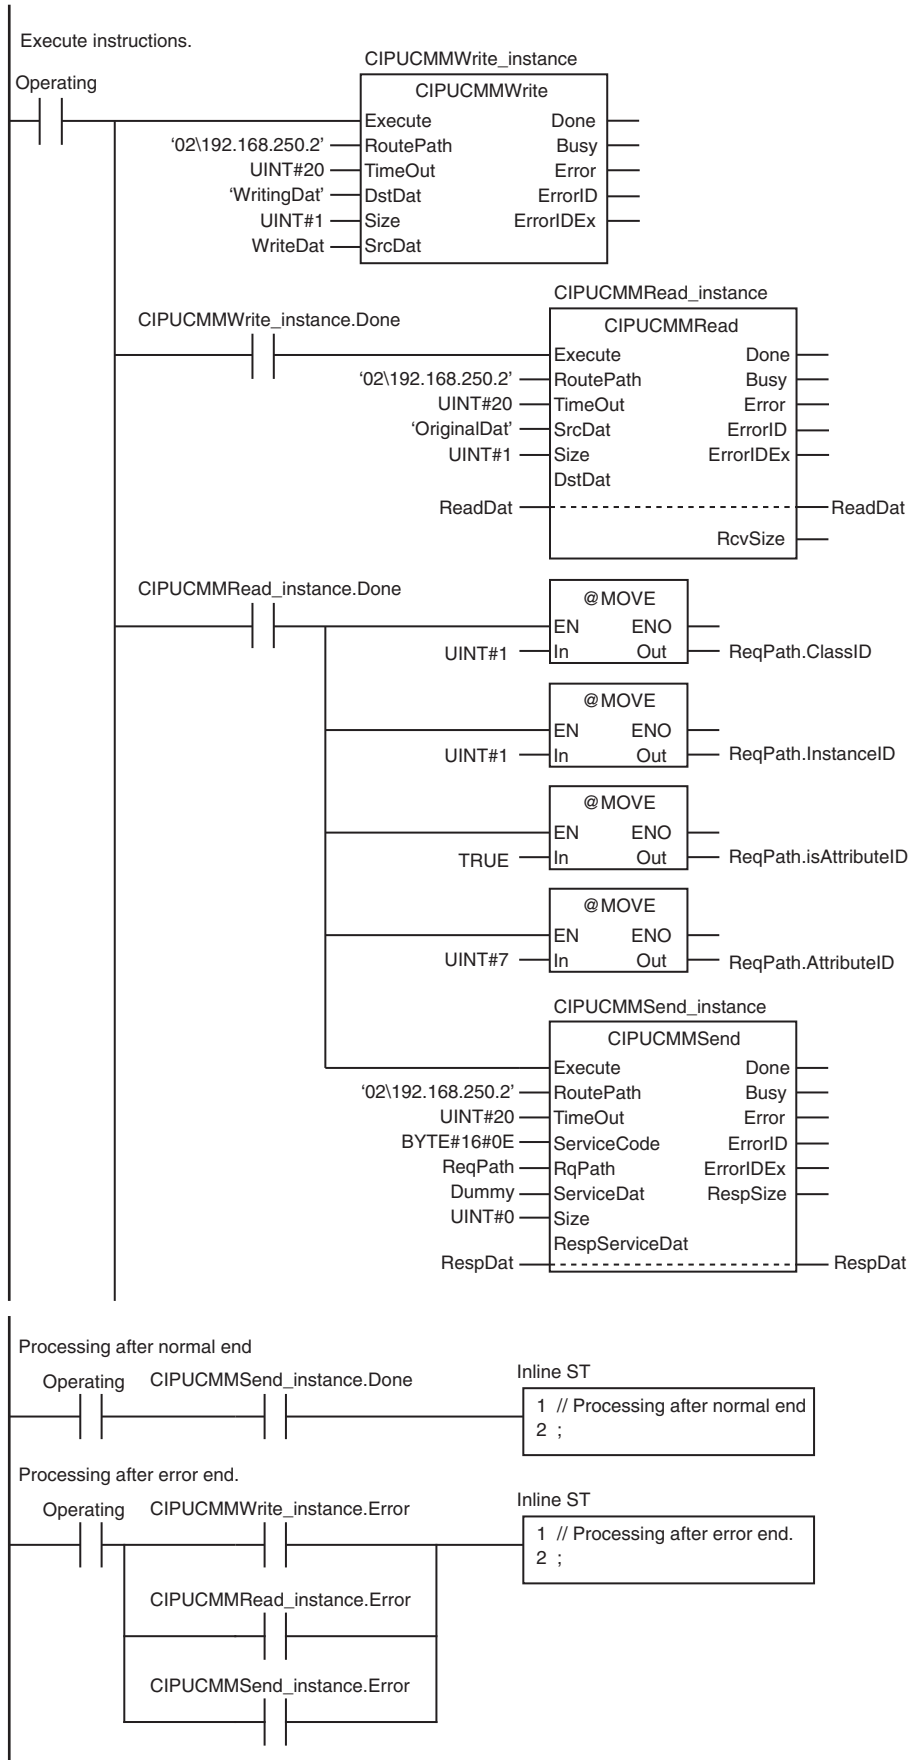 Execute instructions.
CIPUCMMWrite_instance
Operating
CIPUCMMWrite
Execute Done
'02\192.168.250.2' RoutePath Busy
UINT#20 TimeOut Error
'WritingDat' DstDat ErrorID
UINT#1 Size ErrorIDEx
WriteDat SrcDat
CIPUCMMRead_instance
CIPUCMMWrite_instance.Done
CIPUCMMRead
Execute Done
'02\192.168.250.2' RoutePath Busy
UINT#20 TimeOut Error
'OriginalDat' SrcDat ErrorID
UINT#1 Size ErrorIDEx
DstDat
ReadDat ReadDat
RcvSize
CIPUCMMRead_instance.Done
@MOVE
EN ENO
UINT#1 In Out ReqPath.ClassID
@MOVE
EN ENO
UINT#1 In Out ReqPath.InstanceID
@MOVE
EN ENO
TRUE In Out ReqPath.isAttributeID
@MOVE
EN ENO
UINT#7 In Out ReqPath.AttributeID
CIPUCMMSend_instance
CIPUCMMSend
Execute Done
'02\192.168.250.2' RoutePath Busy
UINT#20 TimeOut Error
BYTE#16#0E ServiceCode ErrorID
ReqPath RqPath ErrorIDEx
Dummy ServiceDat RespSize
UINT#0 Size
RespServiceDat
RespDat RespDat
Processing after normal end
Operating CIPUCMMSend_instance.Done Inline ST
1 // Processing after normal end
2 ;
Processing after error end.
Operating CIPUCMMWrite_instance.Error Inline ST
1 // Processing after error end.
2 ;
CIPUCMMRead_instance.Error
CIPUCMMSend_instance.Error